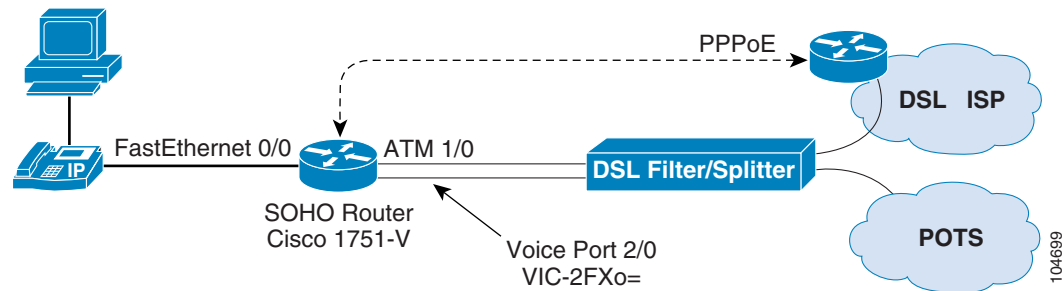 PPPoE
DSL ISP
IP
FastEthernet 0/0
ATM 1/0
DSL Filter/Splitter
SOHO Router
Cisco 1751-V
Voice Port 2/0
VIC-2FXo=
POTS
104699